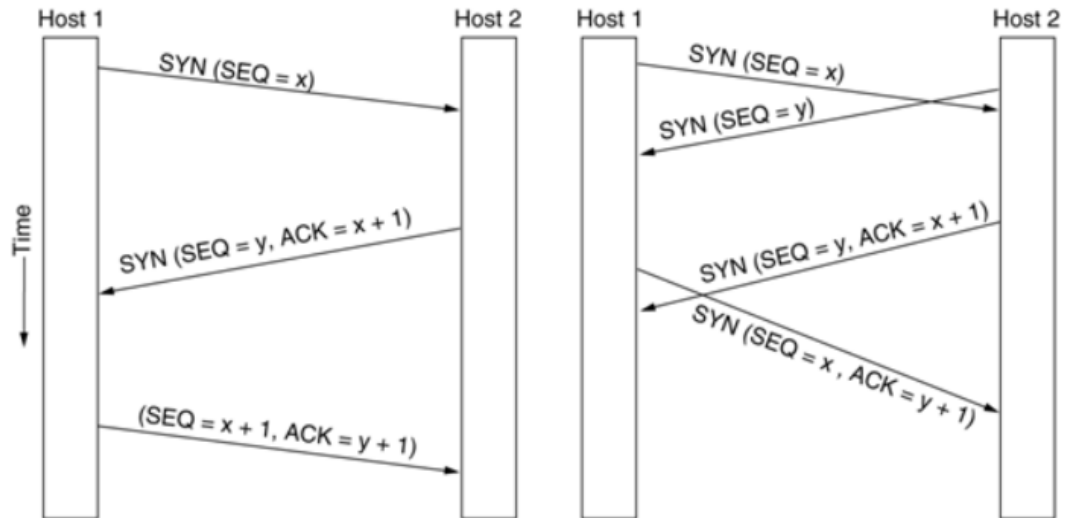 Host 1
Host 2
SYN (SEQ = x)
SYN (SEQ = y, ACK = x + 1)
(SEQ = x + 1, ACK = y + 1)
Time
Host 1
Host 2
SYN (SEQ = x)
SYN (SEQ = y)
SYN (SEQ = y, ACK = x + 1)
SYN (SEQ = x , ACK = y + 1)